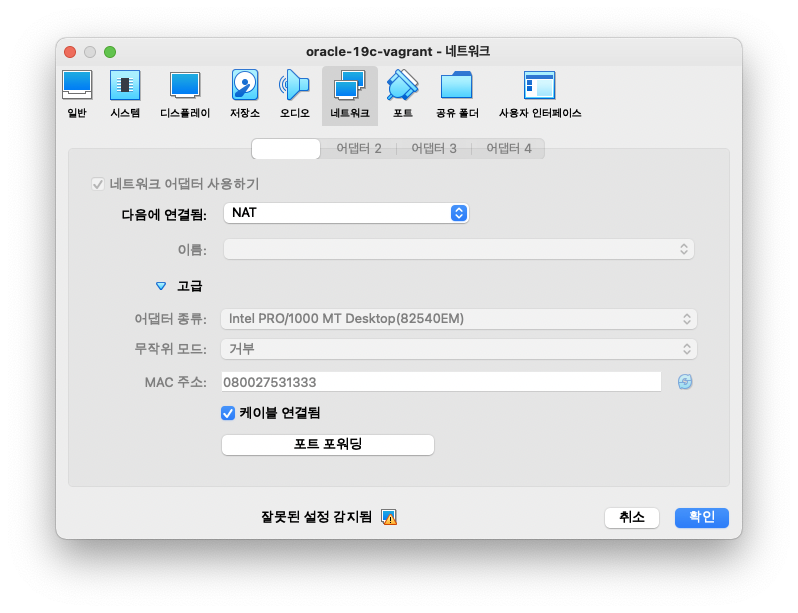 oracle-19c-vagrant - 네트워크
일반 시스템 디스플레이 저장소 오디오 네트워크 포트 공유 폴더 사용자 인터페이스
어댑터 2 어댑터 3 어댑터 4
네트워크 어댑터 사용하기
다음에 연결됨: NAT
이름:
고급
어댑터 종류: Intel PRO/1000 MT Desktop(82540EM)
무작위 모드: 거부
MAC 주소: 080027531333
케이블 연결됨
포트 포워딩
잘못된 설정 감지됨 취소 확인